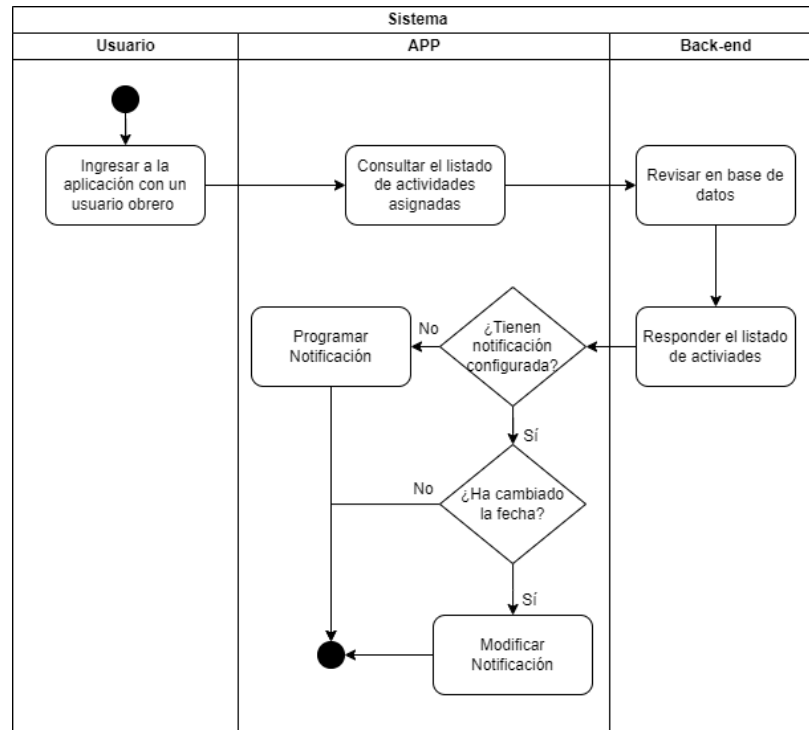 Sistema
Usuario
APP
Back-end
Ingresar a la
aplicación con un
usuario obrero
Consultar el listado
de actividades
asignadas
Revisar en base de
datos
Programar
Notificación
No
¿Tienen
notificación
configurada?
Responder el listado
de activiades
Sí
No
¿Ha cambiado
la fecha?
Sí
Modificar
Notificación